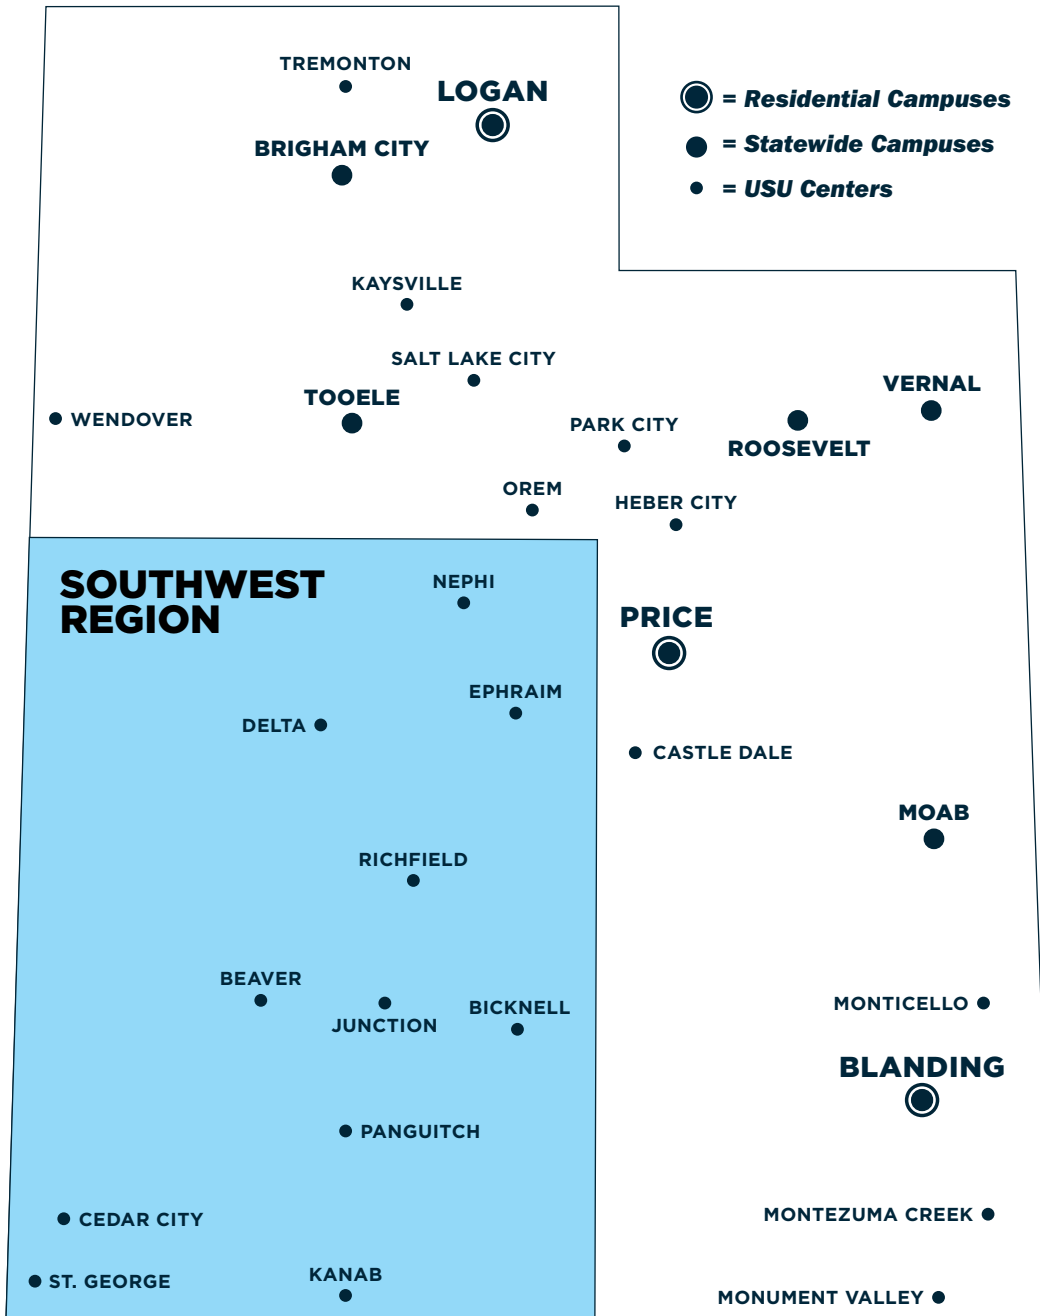 TREMONTON
LOGAN
= Residential Campuses
BRIGHAM CITY
= Statewide Campuses
= USU Centers
KAYSVILLE
SALT LAKE CITY
TOOELE
VERNAL
WENDOVER
PARK CITY
ROOSEVELT
OREM
HEBER CITY
SOUTHWEST
REGION
NEPHI
PRICE
EPHRAIM
DELTA
CASTLE DALE
MOAB
RICHFIELD
BEAVER
JUNCTION
BICKNELL
MONTICELLO
BLANDING
PANGUITCH
CEDAR CITY
MONTEZUMA CREEK
ST. GEORGE
KANAB
MONUMENT VALLEY